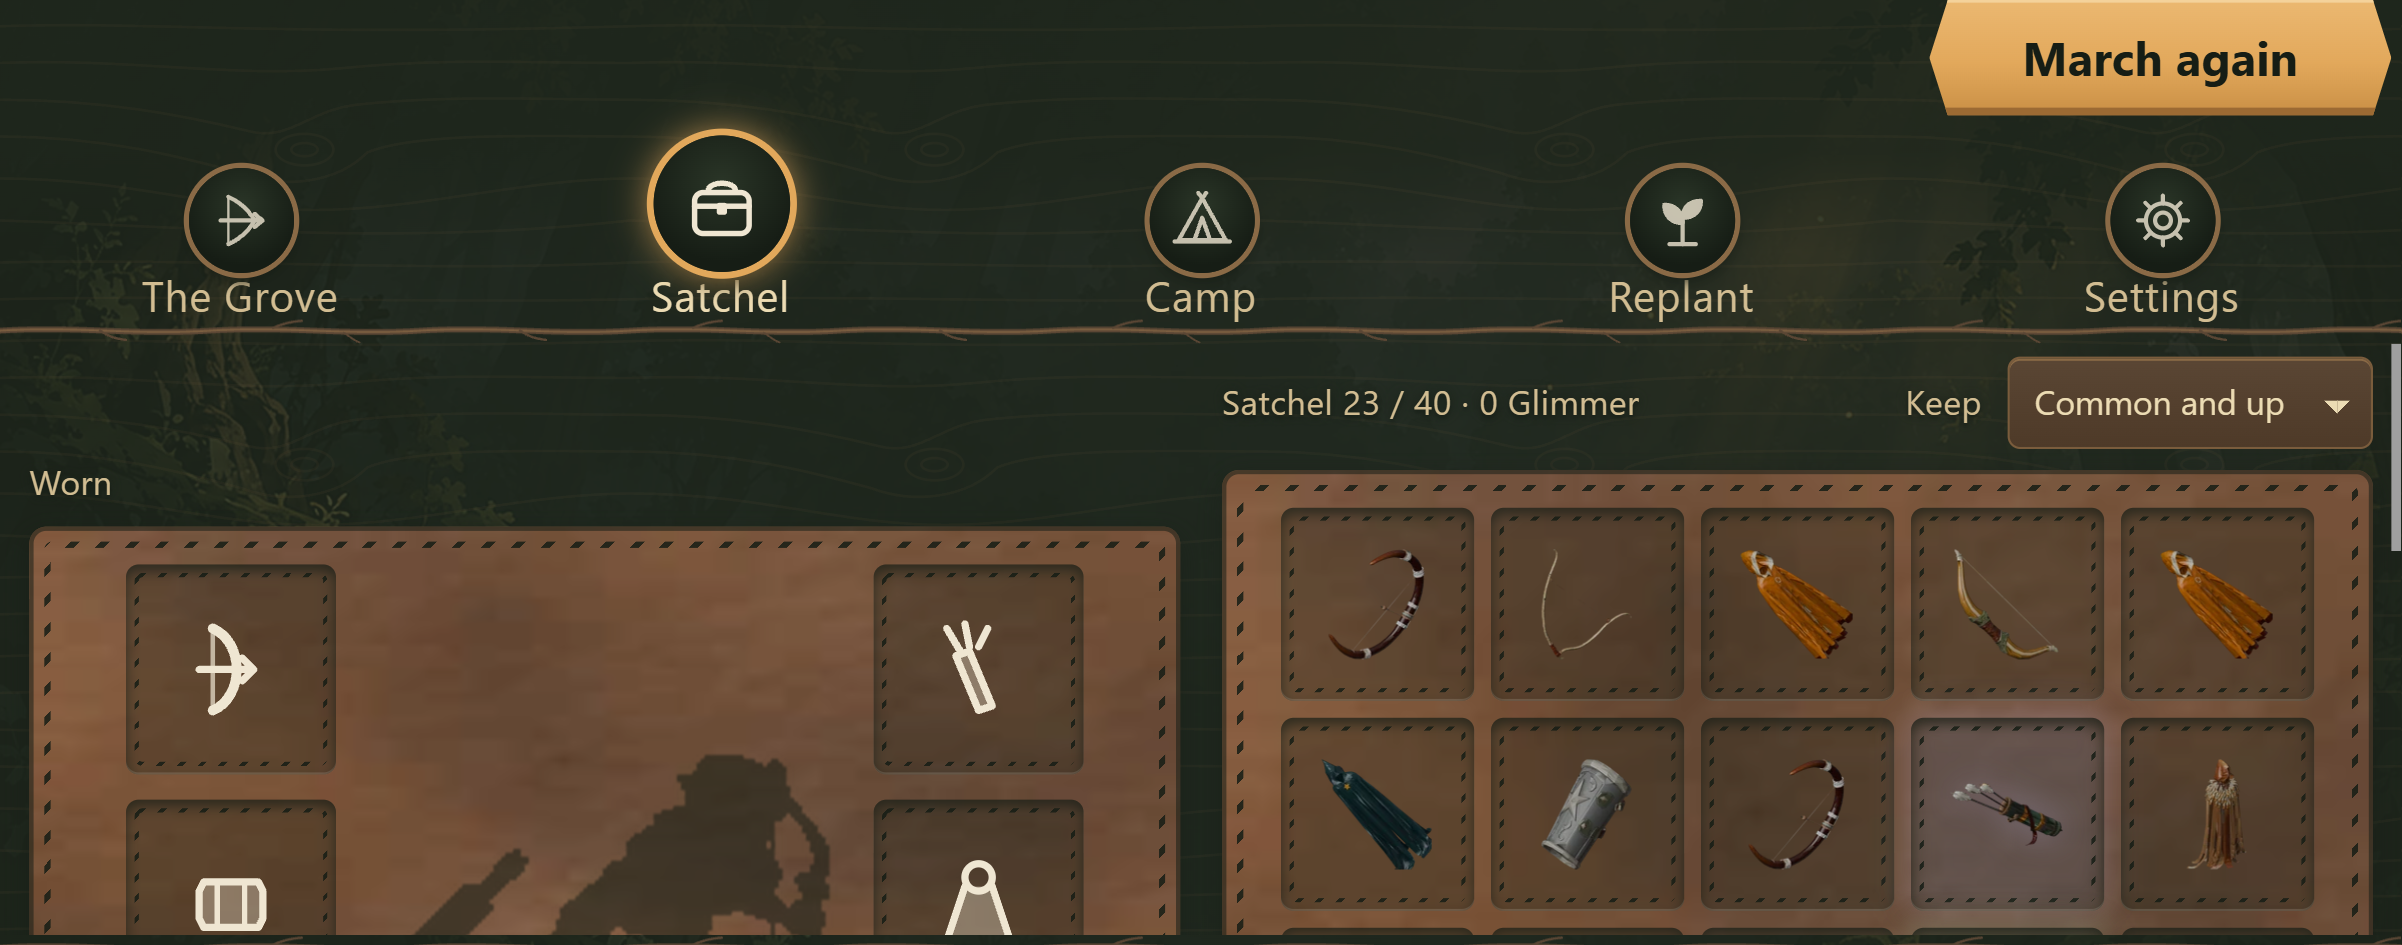 March again
The Grove
Satchel
Camp
Replant
Settings
Satchel 23 / 40 · 0 Glimmer
Keep
Common and up
Worn